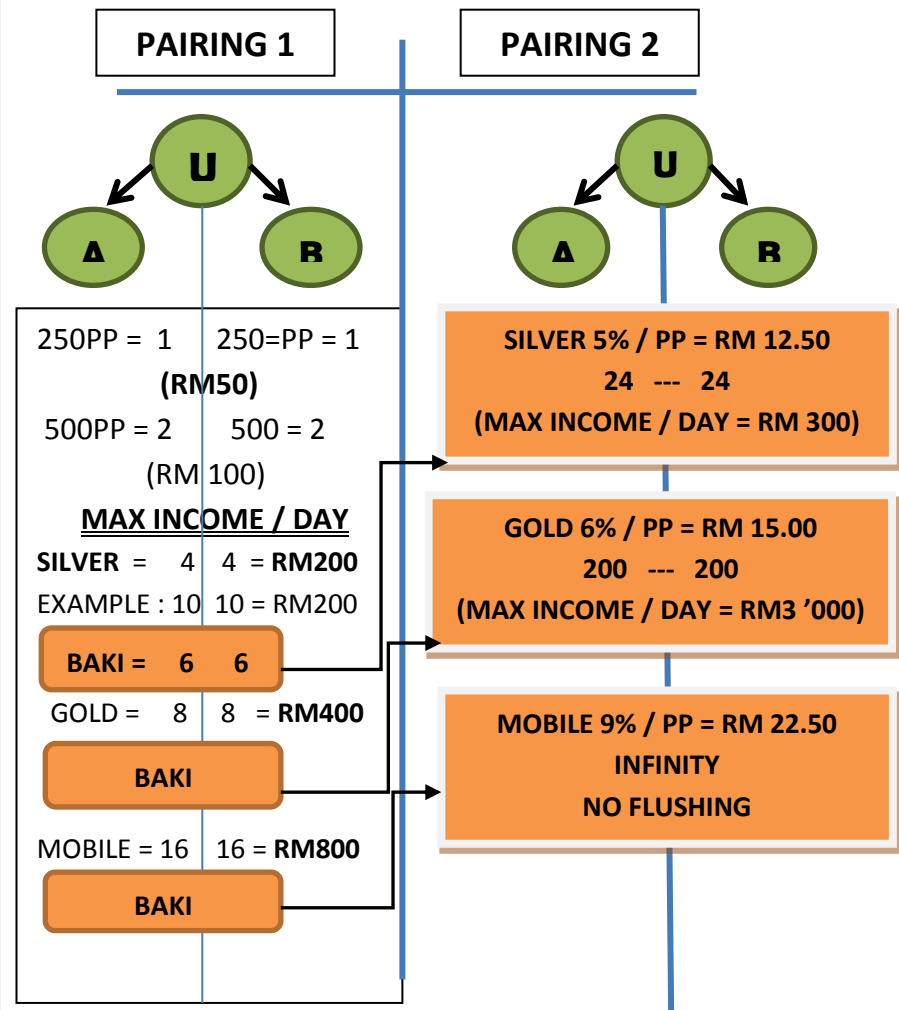 PAIRING 1
U
A B
250PP = 1 250=PP = 1
(RM50)
500PP = 2 500 = 2
(RM 100)
MAX INCOME / DAY
SILVER = 4 4 = RM200
EXAMPLE : 10 10 = RM200
BAKI = 6 6
GOLD = 8 8 = RM400
BAKI
MOBILE = 16 16 = RM800
BAKI
PAIRING 2
U
A B
SILVER 5% / PP = RM 12.50
24 --- 24
(MAX INCOME / DAY = RM 300)
GOLD 6% / PP = RM 15.00
200 --- 200
(MAX INCOME / DAY = RM3 ’000)
MOBILE 9% / PP = RM 22.50
INFINITY
NO FLUSHING